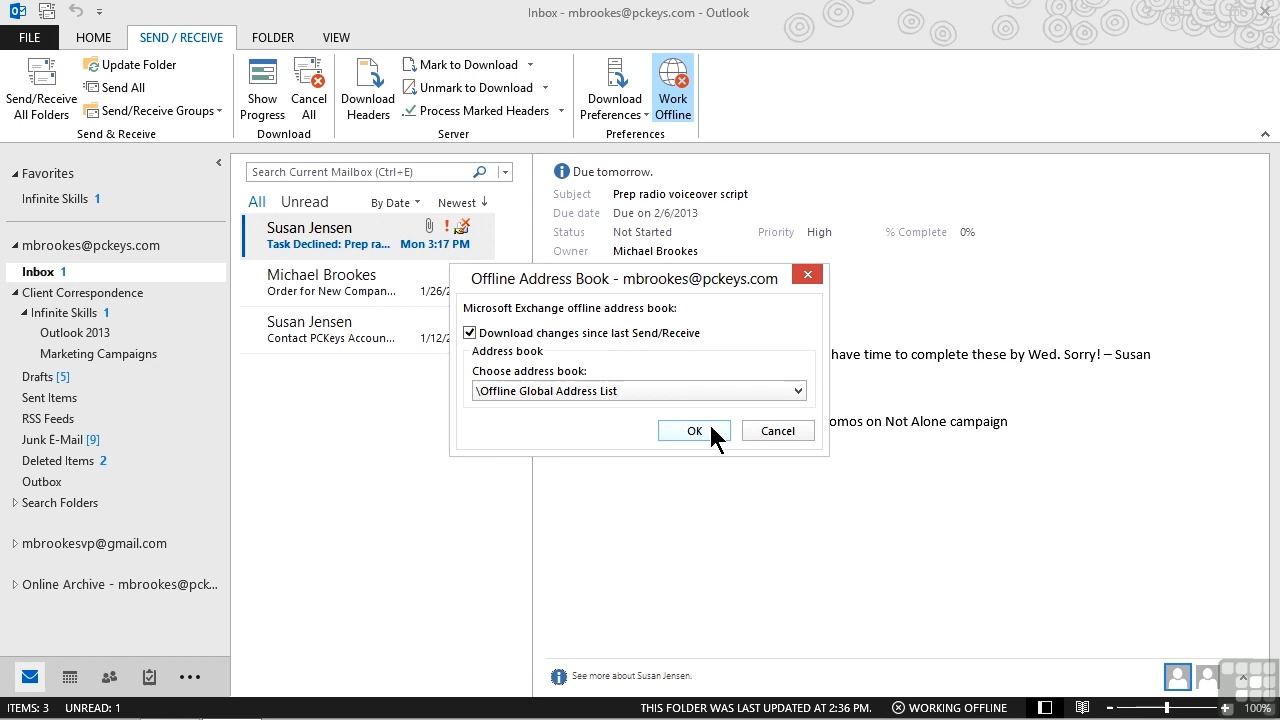 Inbox - mbrookes@pckeys.com - Outlook
FILE HOME SEND / RECEIVE FOLDER VIEW
Send/Receive All Folders
Update Folder
Send All
Send/Receive Groups
Send & Receive
Show Progress
Cancel All
Download
Download Headers
Mark to Download
Unmark to Download
Process Marked Headers
Server
Download Preferences
Work Offline
Preferences
Favorites
Infinite Skills 1
mbrookes@pckeys.com
Inbox 1
Client Correspondence
Infinite Skills 1
Outlook 2013
Marketing Campaigns
Drafts [5]
Sent Items
RSS Feeds
Junk E-Mail [9]
Deleted Items 2
Outbox
Search Folders
mbrookesvp@gmail.com
Online Archive - mbrookes@pck...
Search Current Mailbox (Ctrl+E)
All Unread By Date Newest
Susan Jensen
Task Declined: Prep ra... Mon 3:17 PM
Michael Brookes
Order for New Compan... 1/26/2
Susan Jensen
Contact PCKeys Accoun... 1/12/2
Due tomorrow.
Subject Prep radio voiceover script
Due date Due on 2/6/2013
Status Not Started Priority High % Complete 0%
Owner Michael Brookes
Offline Address Book - mbrookes@pckeys.com
Microsoft Exchange offline address book:
Download changes since last Send/Receive
Address book
Choose address book:
\Offline Global Address List
OK Cancel
have time to complete these by Wed. Sorry! – Susan
omos on Not Alone campaign
See more about Susan Jensen.
ITEMS: 3 UNREAD: 1 THIS FOLDER WAS LAST UPDATED AT 2:36 PM. WORKING OFFLINE 100%